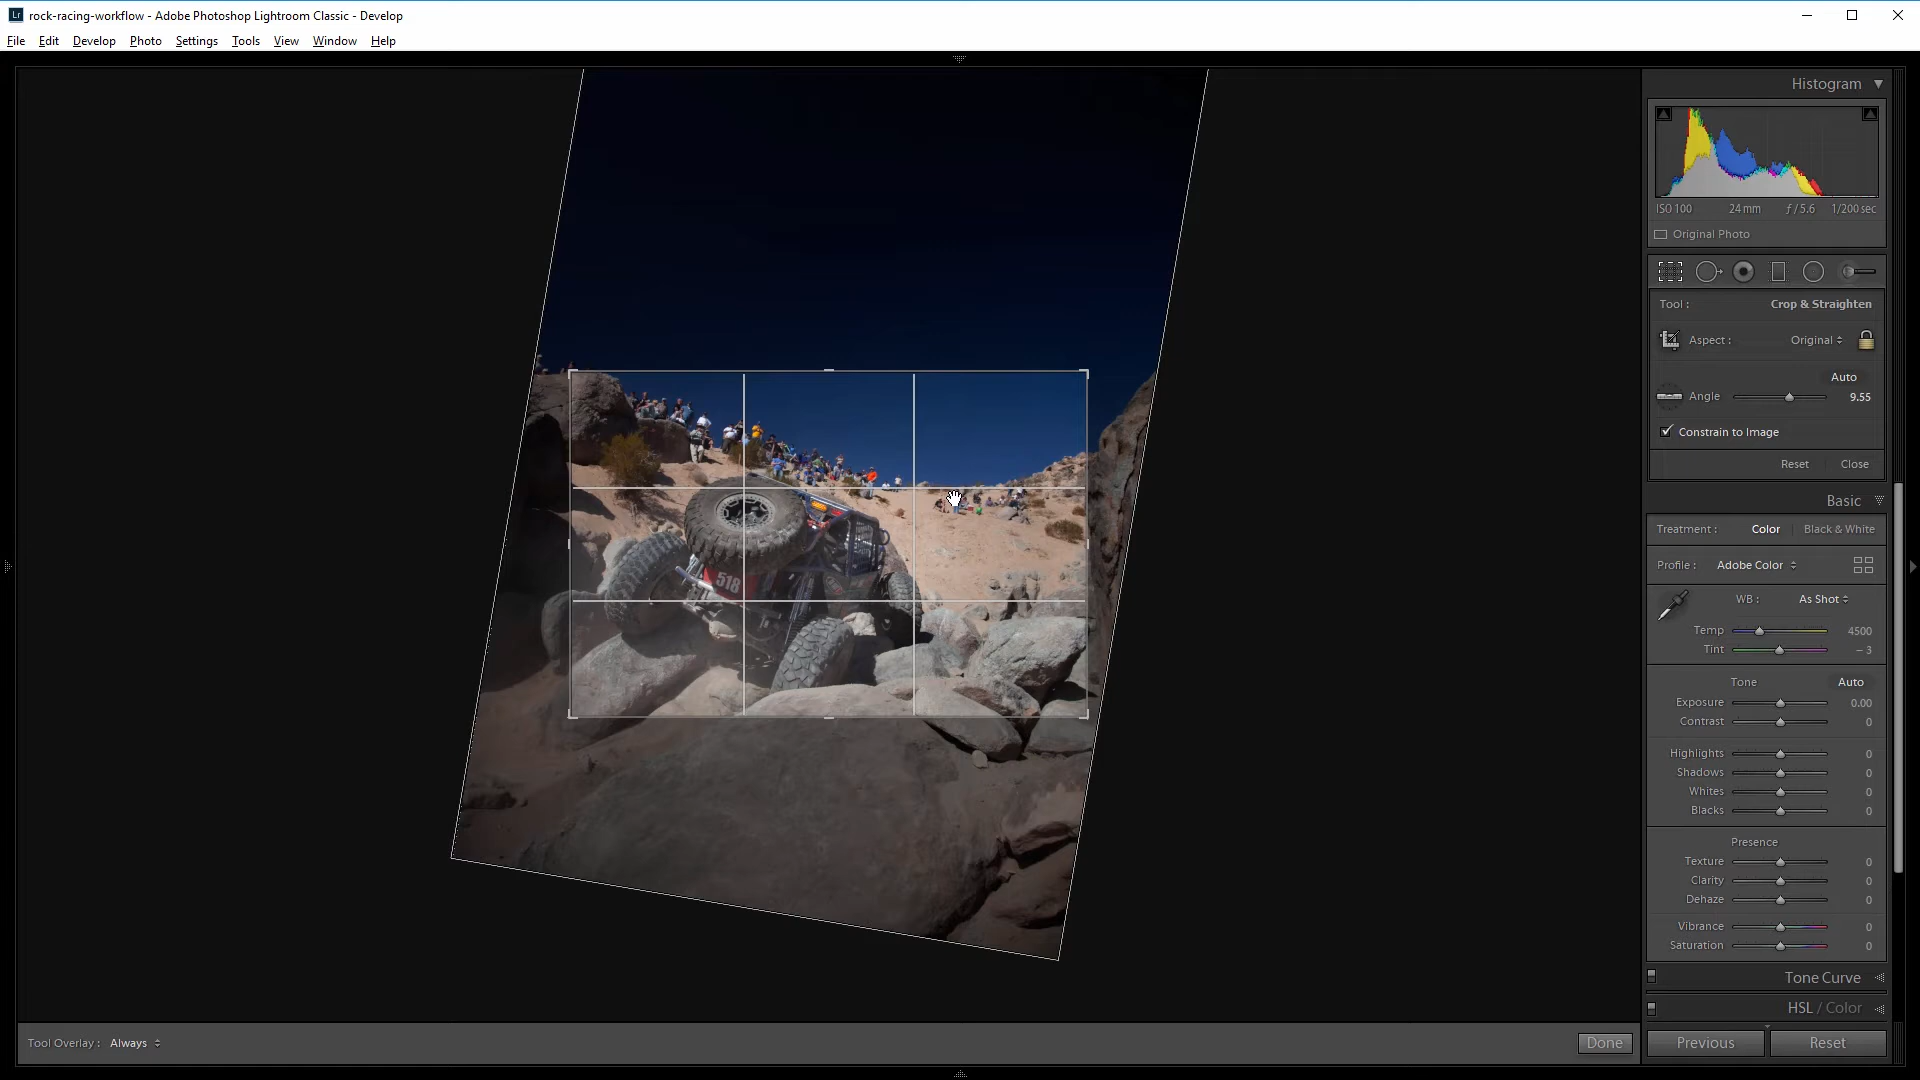 Lr rock-racing-workflow - Adobe Photoshop Lightroom Classic - Develop
File Edit Develop Photo Settings Tools View Window Help
Histogram
ISO 100 24 mm ƒ / 5.6 1/200 sec
Original Photo
Tool : Crop & Straighten
Aspect : Original
Auto
Angle 9.55
Constrain to Image
Reset Close
Basic
Treatment : Color Black & White
Profile : Adobe Color
WB : As Shot
Temp 4500
Tint – 3
Tone Auto
Exposure 0.00
Contrast 0
Highlights 0
Shadows 0
Whites 0
Blacks 0
Presence
Texture 0
Clarity 0
Dehaze 0
Vibrance 0
Saturation 0
Tone Curve
HSL / Color
Previous Reset
518
Tool Overlay : Always Done